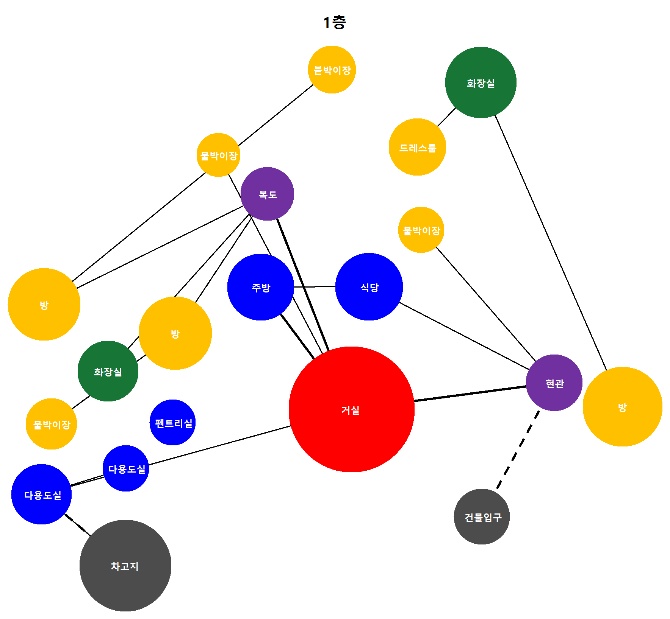 1층
붙박이장
화장실
드레스룸
붙박이장
복도
붙박이장
주방
식당
방
방
화장실
현관
방
거실
붙박이장
펜트리실
다용도실
다용도실
건물입구
차고지